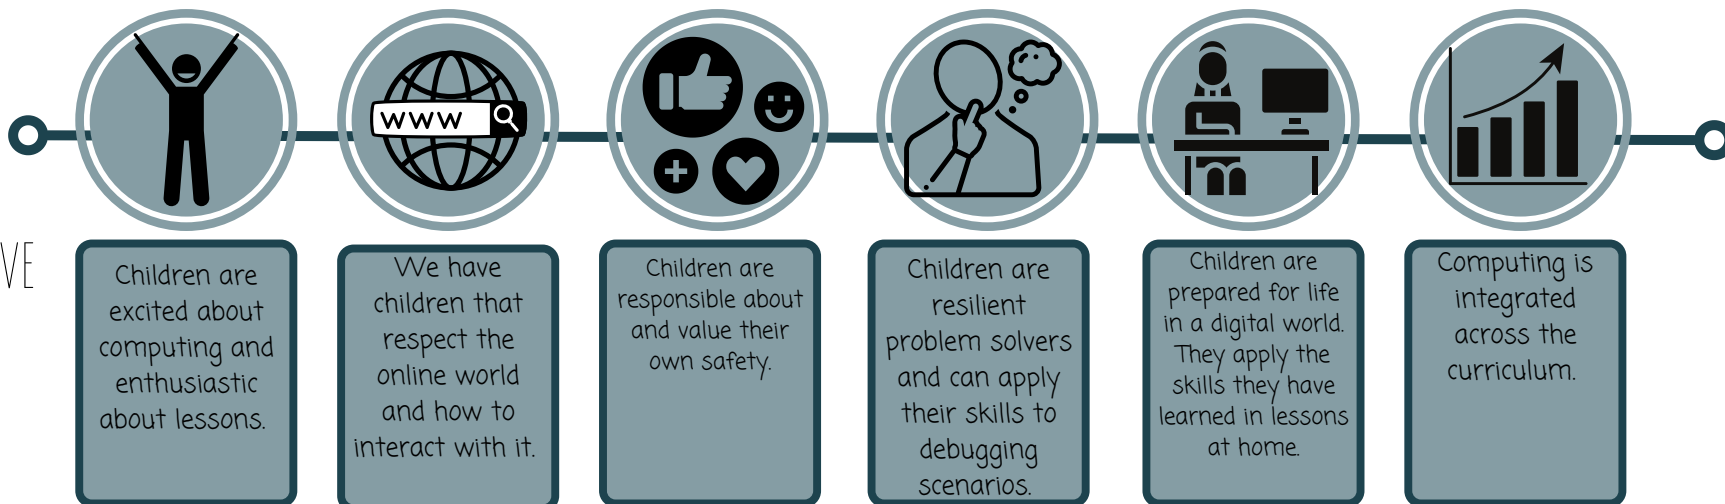 www
VE
Children are
excited about
computing and
enthusiastic
about lessons.
We have
children that
respect the
online world
and how to
interact with it.
Children are
responsible about
and value their
own safety.
Children are
resilient
problem solvers
and can apply
their skills to
debugging
scenarios.
Children are
prepared for life
in a digital world.
They apply the
skills they have
learned in lessons
at home.
Computing is
integrated
across the
curriculum.